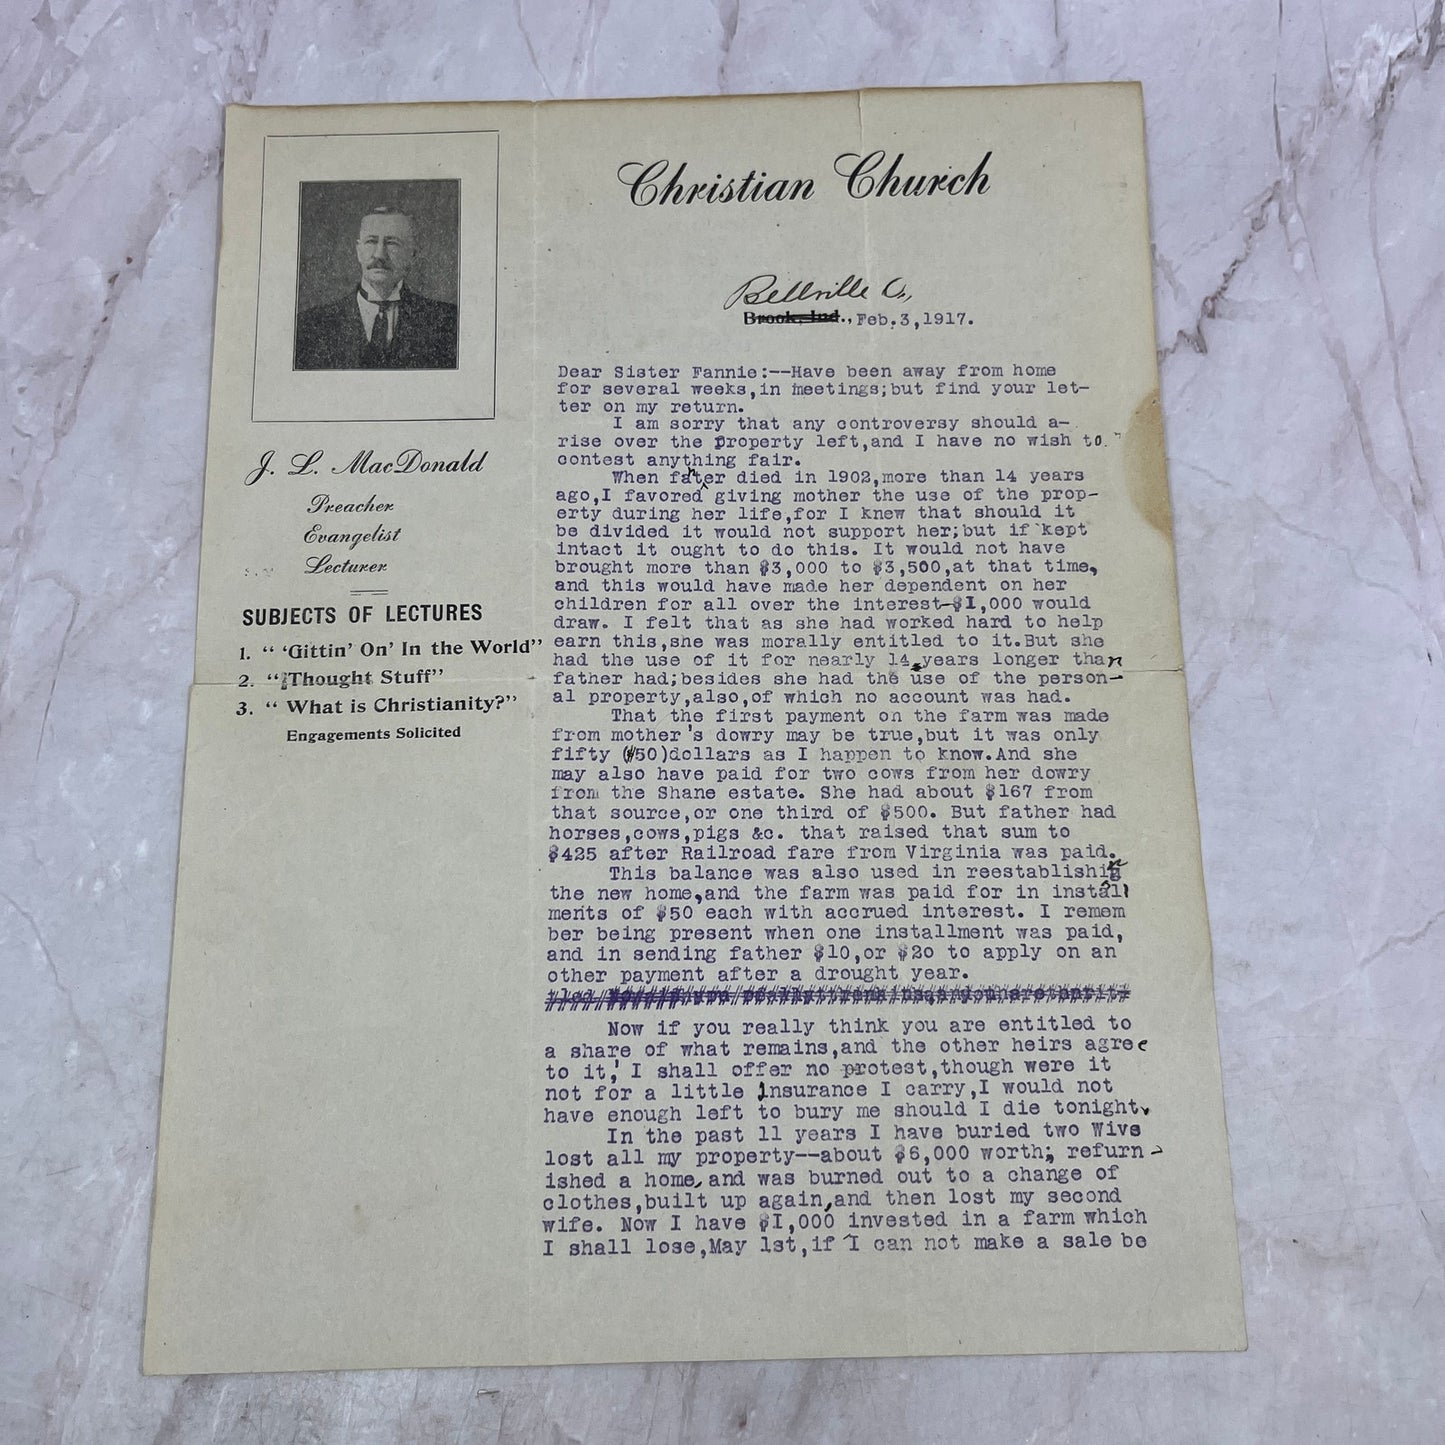 Christian Church
Bellville O.,
Brook, Ind., Feb.3,1917.
J. L. MacDonald
Preacher
Evangelist
Lecturer
SUBJECTS OF LECTURES
1. “ ‘Gittin’ On’ In the World”
2. “Thought Stuff”
3. “ What is Christianity?”
Engagements Solicited
Dear Sister Fannie:--Have been away from home
for several weeks,in meetings;but find your let-
ter on my return.
I am sorry that any controversy should a-
rise over the property left,and I have no wish to
contest anything fair.
When father died in 1902,more than 14 years
ago,I favored giving mother the use of the prop-
erty during her life,for I knew that should it
be divided it would not support her;but if kept
intact it ought to do this. It would not have
brought more than $3,000 to $3,500,at that time,
and this would have made her dependent on her
children for all over the interest-$1,000 would
draw. I felt that as she had worked hard to help
earn this,she was morally entitled to it.But she
had the use of it for nearly 14 years longer than
father had;besides she had the use of the person-
al property,also,of which no account was had.
That the first payment on the farm was made
from mother's dowry may be true,but it was only
fifty ($50)dollars as I happen to know.And she
may also have paid for two cows from her dowry
from the Shane estate. She had about $167 from
that source,or one third of $500. But father had
horses,cows,pigs &c. that raised that sum to
$425 after Railroad fare from Virginia was paid.
This balance was also used in reestablishing
the new home,and the farm was paid for in install
ments of $50 each with accrued interest. I remem
ber being present when one installment was paid,
and in sending father $10,or $20 to apply on an
other payment after a drought year.
Now if you really think you are entitled to
a share of what remains,and the other heirs agree
to it, I shall offer no protest,though were it
not for a little insurance I carry,I would not
have enough left to bury me should I die tonight.
In the past 11 years I have buried two Wivs
lost all my property--about $6,000 worth; refurn-
ished a home,and was burned out to a change of
clothes,built up again,and then lost my second
wife. Now I have $1,000 invested in a farm which
I shall lose,May 1st,if I can not make a sale be